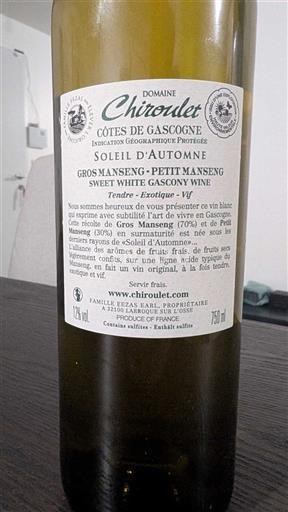 DOMAINE
Chiroulet
CÔTES DE GASCOGNE
INDICATION GÉOGRAPHIQUE PROTÉGÉE
SOLEIL D'AUTOMNE
GROS MANSENG - PETIT MANSENG
SWEET WHITE GASCONY WINE
Tendre - Exotique - Vif
Nous sommes heureux de vous présenter ce vin blanc
qui exprime avec subtilité l'art de vivre en Gascogne.
Cette récolte de Gros Manseng (70%) et de Petit
Manseng (30%) en surmaturité est née sous les
derniers rayons de «Soleil d'Automne»...
L'alliance des arômes de fruits frais, de fruits secs
légèrement confits, sur une ligne acide typique du
Manseng, en fait un vin original, à la fois tendre,
exotique et vif.
Servir frais.
www.chiroulet.com
FAMILLE FEZAS EARL, PROPRIÉTAIRE
A 32100 LARROQUE SUR L'OSSE
12% vol. PRODUCE OF FRANCE 750 ml
Contains sulfites - Enthält sulfite